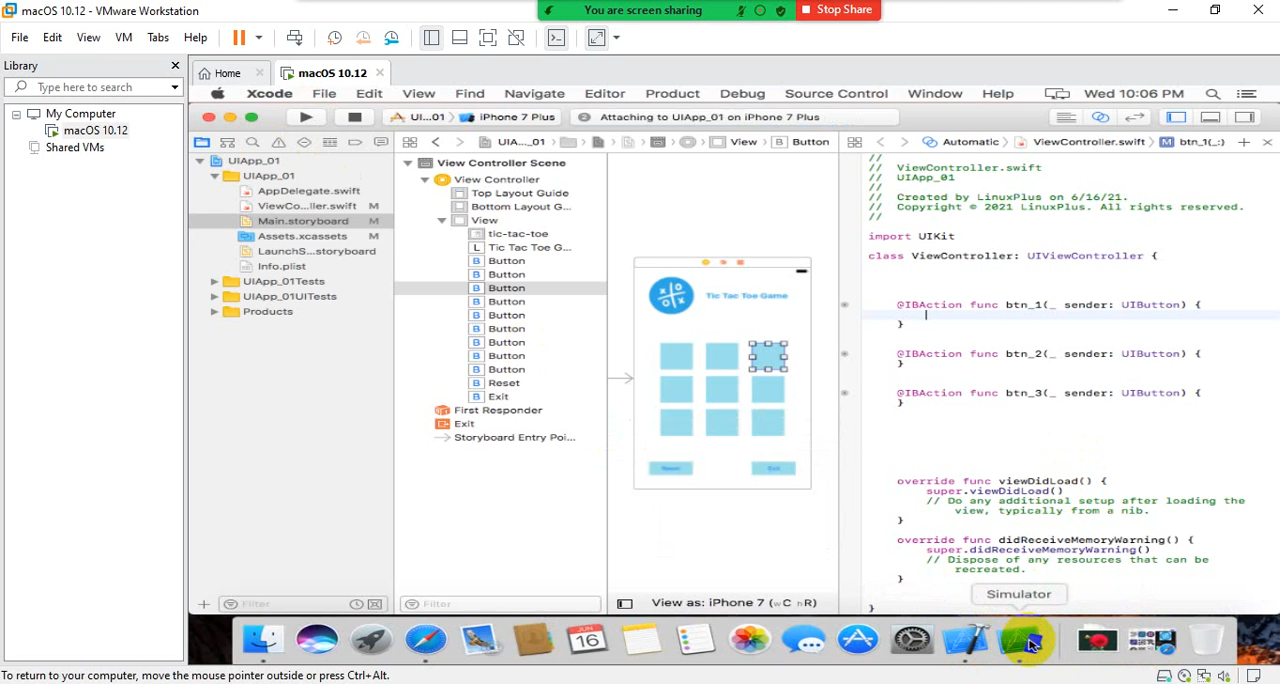 macOS 10.12 - VMware Workstation
You are screen sharing
Stop Share
File Edit View VM Tabs Help
Library
Type here to search
My Computer
macOS 10.12
Shared VMs
Home
macOS 10.12
Xcode File Edit View Find Navigate Editor Product Debug Source Control Window Help
Wed 10:06 PM
UI...01
iPhone 7 Plus
Attaching to UIApp_01 on iPhone 7 Plus
UIApp_01
UIApp_01
AppDelegate.swift
ViewCo...ller.swift M
Main.storyboard M
Assets.xcassets M
LaunchS...storyboard
Info.plist
UIApp_01Tests
UIApp_01UITests
Products
Filter
UIA..._01
View
B Button
View Controller Scene
View Controller
Top Layout Guide
Bottom Layout G...
View
tic-tac-toe
L Tic Tac Toe G...
B Button
B Button
B Button
B Button
B Button
B Button
B Button
B Button
B Button
B Reset
B Exit
First Responder
Exit
Storyboard Entry Poi...
Filter
Tic Tac Toe Game
Reset
Exit
View as: iPhone 7 (wC hR)
Automatic
ViewController.swift
M btn_1(_:)
//
// ViewController.swift
// UIApp_01
//
// Created by LinuxPlus on 6/16/21.
// Copyright © 2021 LinuxPlus. All rights reserved.
//
import UIKit
class ViewController: UIViewController {
@IBAction func btn_1(_ sender: UIButton) {
}
@IBAction func btn_2(_ sender: UIButton) {
}
@IBAction func btn_3(_ sender: UIButton) {
}
override func viewDidLoad() {
super.viewDidLoad()
// Do any additional setup after loading the
view, typically from a nib.
}
override func didReceiveMemoryWarning() {
super.didReceiveMemoryWarning()
// Dispose of any resources that can be
recreated.
}
}
Simulator
JUN
16
To return to your computer, move the mouse pointer outside or press Ctrl+Alt.